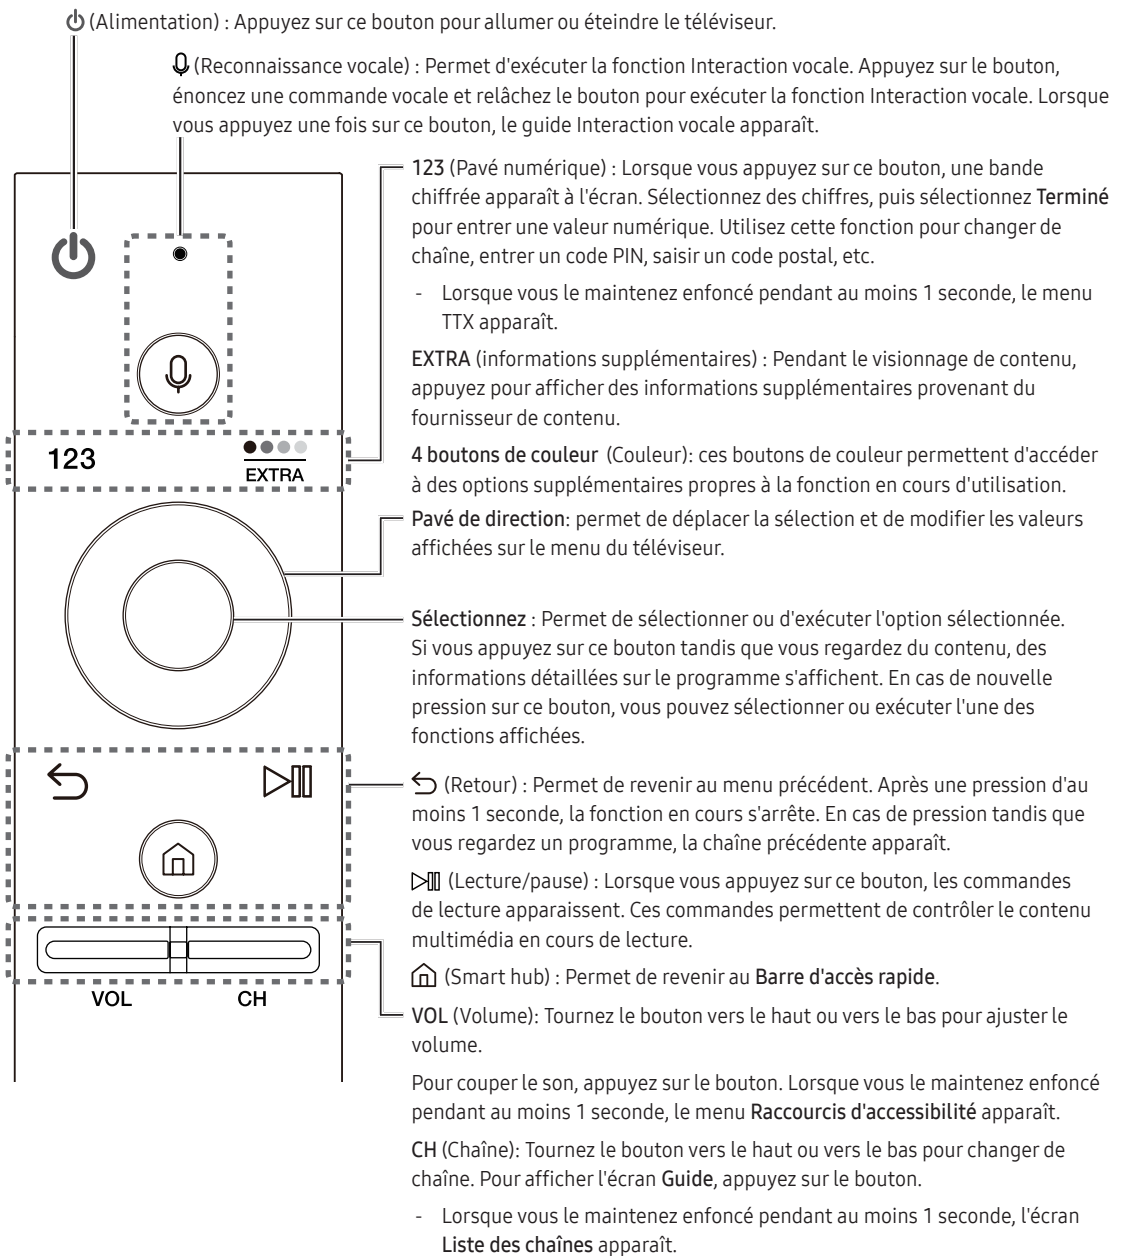 (Alimentation) : Appuyez sur ce bouton pour allumer ou éteindre le téléviseur.
(Reconnaissance vocale) : Permet d'exécuter la fonction Interaction vocale. Appuyez sur le bouton,
énoncez une commande vocale et relâchez le bouton pour exécuter la fonction Interaction vocale. Lorsque
vous appuyez une fois sur ce bouton, le guide Interaction vocale apparaît.
123 (Pavé numérique) : Lorsque vous appuyez sur ce bouton, une bande
chiffrée apparaît à l'écran. Sélectionnez des chiffres, puis sélectionnez Terminé
pour entrer une valeur numérique. Utilisez cette fonction pour changer de
chaîne, entrer un code PIN, saisir un code postal, etc.
- Lorsque vous le maintenez enfoncé pendant au moins 1 seconde, le menu
TTX apparaît.
EXTRA (informations supplémentaires) : Pendant le visionnage de contenu,
appuyez pour afficher des informations supplémentaires provenant du
fournisseur de contenu.
4 boutons de couleur (Couleur): ces boutons de couleur permettent d'accéder
à des options supplémentaires propres à la fonction en cours d'utilisation.
123
EXTRA
Pavé de direction: permet de déplacer la sélection et de modifier les valeurs
affichées sur le menu du téléviseur.
Sélectionnez : Permet de sélectionner ou d'exécuter l'option sélectionnée.
Si vous appuyez sur ce bouton tandis que vous regardez du contenu, des
informations détaillées sur le programme s'affichent. En cas de nouvelle
pression sur ce bouton, vous pouvez sélectionner ou exécuter l'une des
fonctions affichées.
(Retour) : Permet de revenir au menu précédent. Après une pression d'au
moins 1 seconde, la fonction en cours s'arrête. En cas de pression tandis que
vous regardez un programme, la chaîne précédente apparaît.
(Lecture/pause) : Lorsque vous appuyez sur ce bouton, les commandes
de lecture apparaissent. Ces commandes permettent de contrôler le contenu
multimédia en cours de lecture.
(Smart hub) : Permet de revenir au Barre d'accès rapide.
VOL CH
VOL (Volume): Tournez le bouton vers le haut ou vers le bas pour ajuster le
volume.
Pour couper le son, appuyez sur le bouton. Lorsque vous le maintenez enfoncé
pendant au moins 1 seconde, le menu Raccourcis d'accessibilité apparaît.
CH (Chaîne): Tournez le bouton vers le haut ou vers le bas pour changer de
chaîne. Pour afficher l'écran Guide, appuyez sur le bouton.
- Lorsque vous le maintenez enfoncé pendant au moins 1 seconde, l'écran
Liste des chaînes apparaît.